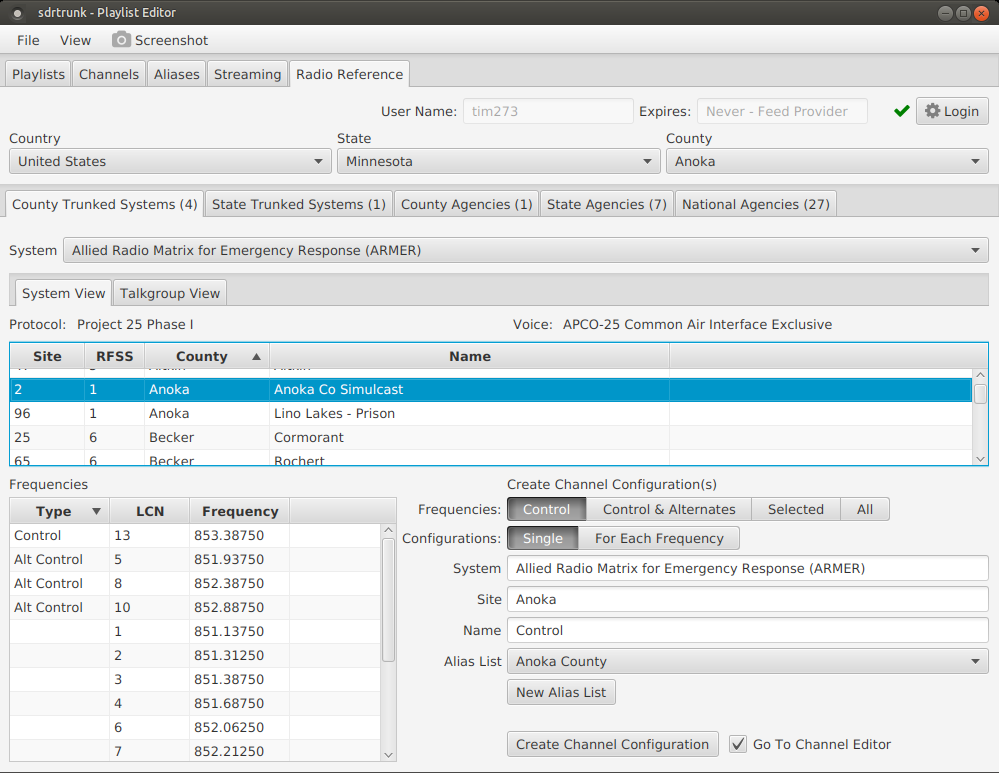 sdrtrunk - Playlist Editor
File View Screenshot
Playlists Channels Aliases Streaming Radio Reference
User Name: tim273 Expires: Never - Feed Provider Login
Country State County
United States Minnesota Anoka
County Trunked Systems (4) State Trunked Systems (1) County Agencies (1) State Agencies (7) National Agencies (27)
System Allied Radio Matrix for Emergency Response (ARMER)
System View Talkgroup View
Protocol: Project 25 Phase I Voice: APCO-25 Common Air Interface Exclusive
Site RFSS County Name
2 1 Anoka Anoka Co Simulcast
96 1 Anoka Lino Lakes - Prison
25 6 Becker Cormorant
65 6 Becker Rochert
Frequencies
Type LCN Frequency
Control 13 853.38750
Alt Control 5 851.93750
Alt Control 8 852.38750
Alt Control 10 852.88750
1 851.13750
2 851.31250
3 851.38750
4 851.68750
6 852.06250
7 852.21250
Create Channel Configuration(s)
Frequencies: Control Control & Alternates Selected All
Configurations: Single For Each Frequency
System Allied Radio Matrix for Emergency Response (ARMER)
Site Anoka
Name Control
Alias List Anoka County
New Alias List
Create Channel Configuration Go To Channel Editor